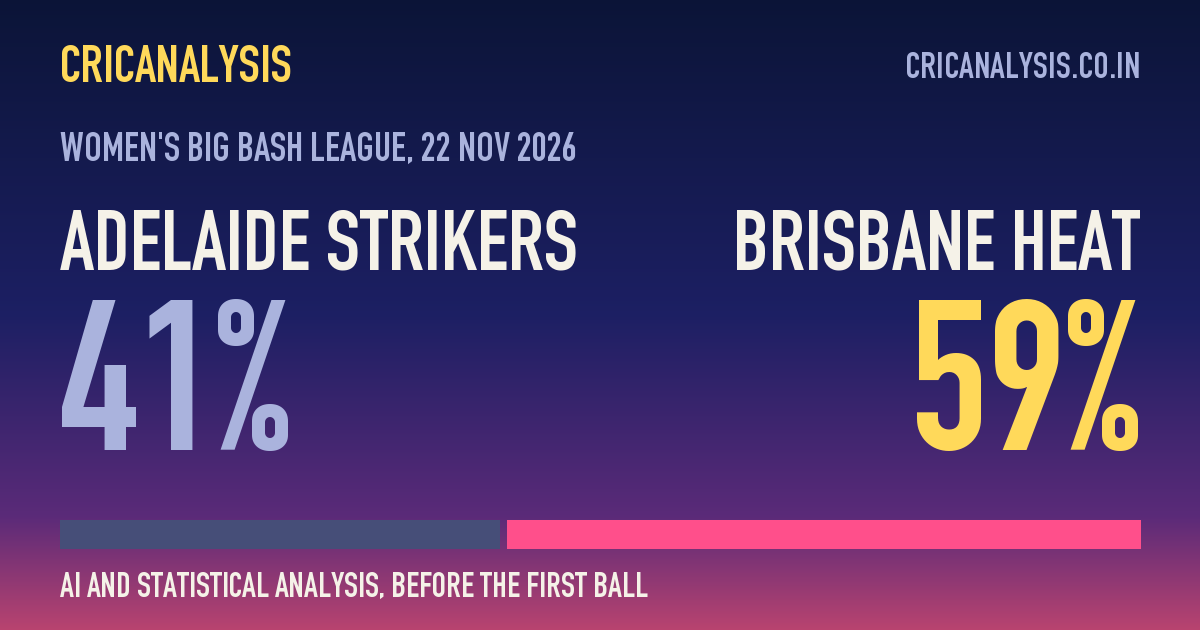 CRICANALYSIS
CRICANALYSIS.CO.IN
WOMEN'S BIG BASH LEAGUE, 22 NOV 2026
ADELAIDE STRIKERS
BRISBANE HEAT
41%
59%
AI AND STATISTICAL ANALYSIS, BEFORE THE FIRST BALL